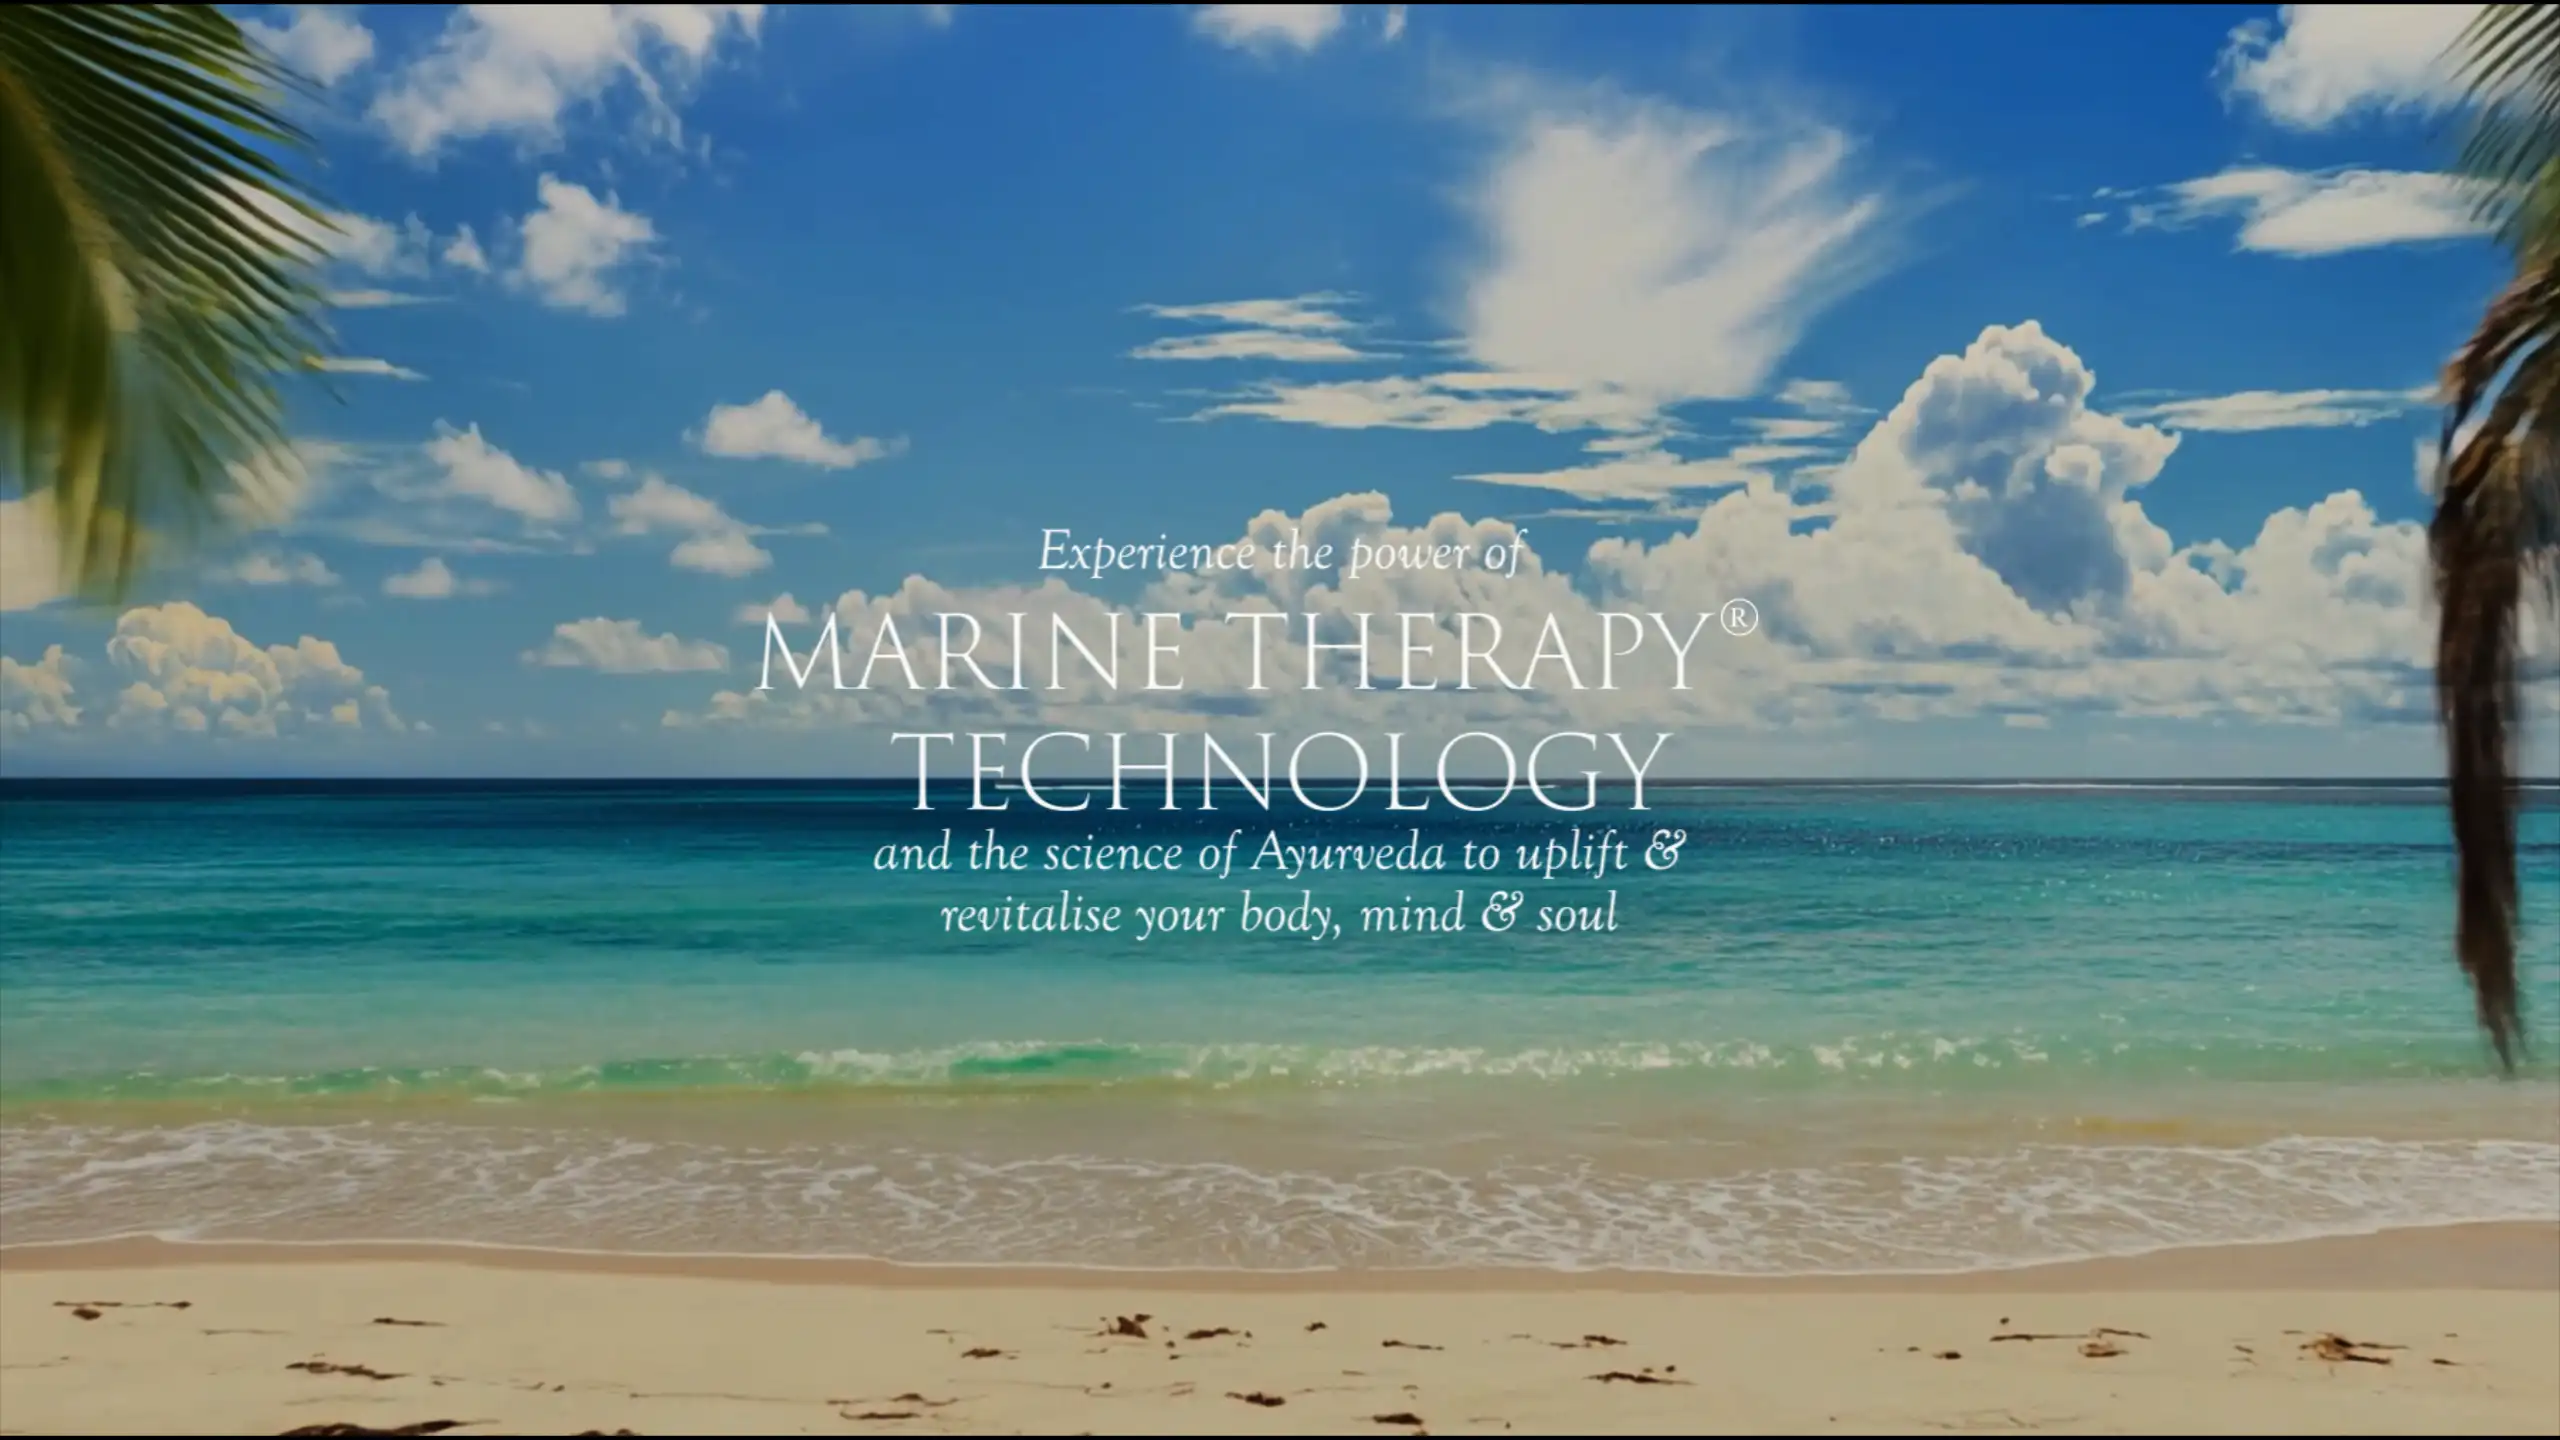 Experience the power of
MARINE THERAPY®
TECHNOLOGY
and the science of Ayurveda to uplift &
revitalise your body, mind & soul